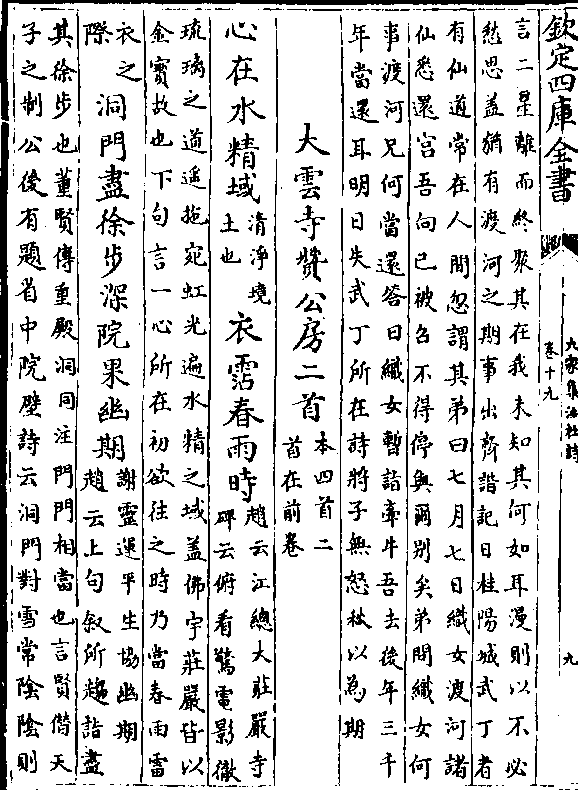 欽定四庫全書
九家集注杜詩
卷十九
九
言二星離而終聚其在我未知其何如耳漫則以不必
愁思蓋猶有渡河之期事出齊諧記曰桂陽城武丁者
有仙道常在人間忽謂其弟曰七月七日織女渡河諸
仙悉還宮吾向已被召不得停與爾别矣弟問織女何
事渡河兄何當還答曰織女暫詣牽牛吾去後年三千
年當還耳明日失武丁所在詩將子無怒秋以為期
大雲寺贊公房二首本四首二首在前卷
心在水精域清淨境土也衣霑春雨時趙云江總大莊嚴寺碑云俯看驚電影徹
琉璃之道遥拖宛虹光遍水精之域蓋佛宇莊嚴皆以
金寶故也下句言一心所在初欲往之時乃當春雨霑
衣之際洞門盡徐步深院果幽期謝靈運平生協幽期趙云上句叙所趨詣盡
其徐步也董賢傳重殿洞同注門門相當也言賢僭天
子之制公後有題省中院壁詩云洞門對雪常陰陰則